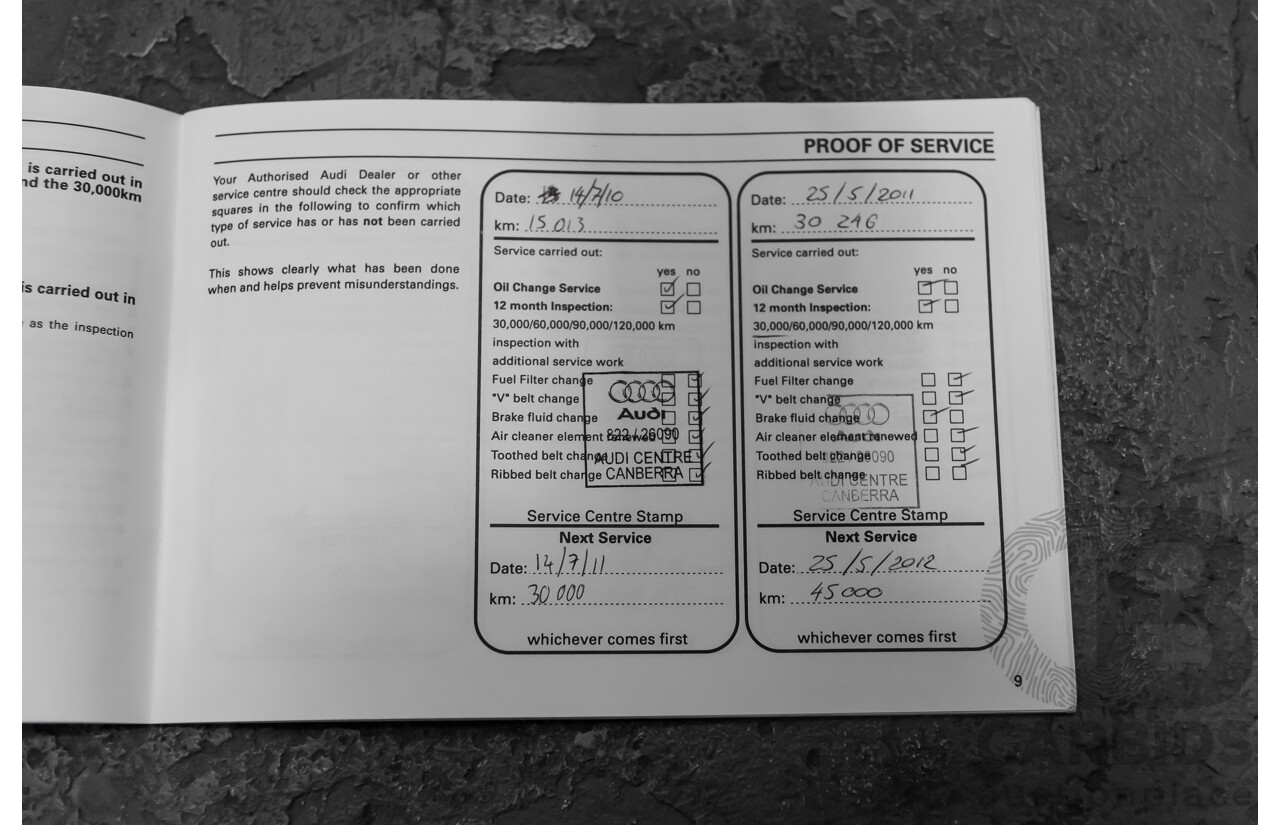 is carried out in
nd the 30,000km
is carried out in
as the inspection
PROOF OF SERVICE
Your Authorised Audi Dealer or other
service centre should check the appropriate
squares in the following to confirm which
type of service has or has not been carried
out.
This shows clearly what has been done
when and helps prevent misunderstandings.
Date: 14/7/10
km: 15 013
Service carried out:
yes no
Oil Change Service
12 month Inspection:
30,000/60,000/90,000/120,000 km
inspection with
additional service work
Fuel Filter change
"V" belt change
Brake fluid change
Air cleaner element renewed
Toothed belt change
Ribbed belt change
Audi
822 / 26090
AUDI CENTRE
CANBERRA
Service Centre Stamp
Next Service
Date: 14/7/11
km: 30 000
whichever comes first
Date: 25/5/2011
km: 30 246
Service carried out:
yes no
Oil Change Service
12 month Inspection:
30,000/60,000/90,000/120,000 km
inspection with
additional service work
Fuel Filter change
"V" belt change
Brake fluid change
Air cleaner element renewed
Toothed belt change
Ribbed belt change
Audi
822 / 26090
AUDI CENTRE
CANBERRA
Service Centre Stamp
Next Service
Date: 25/5/2012
km: 45000
whichever comes first
9
CARBIDS